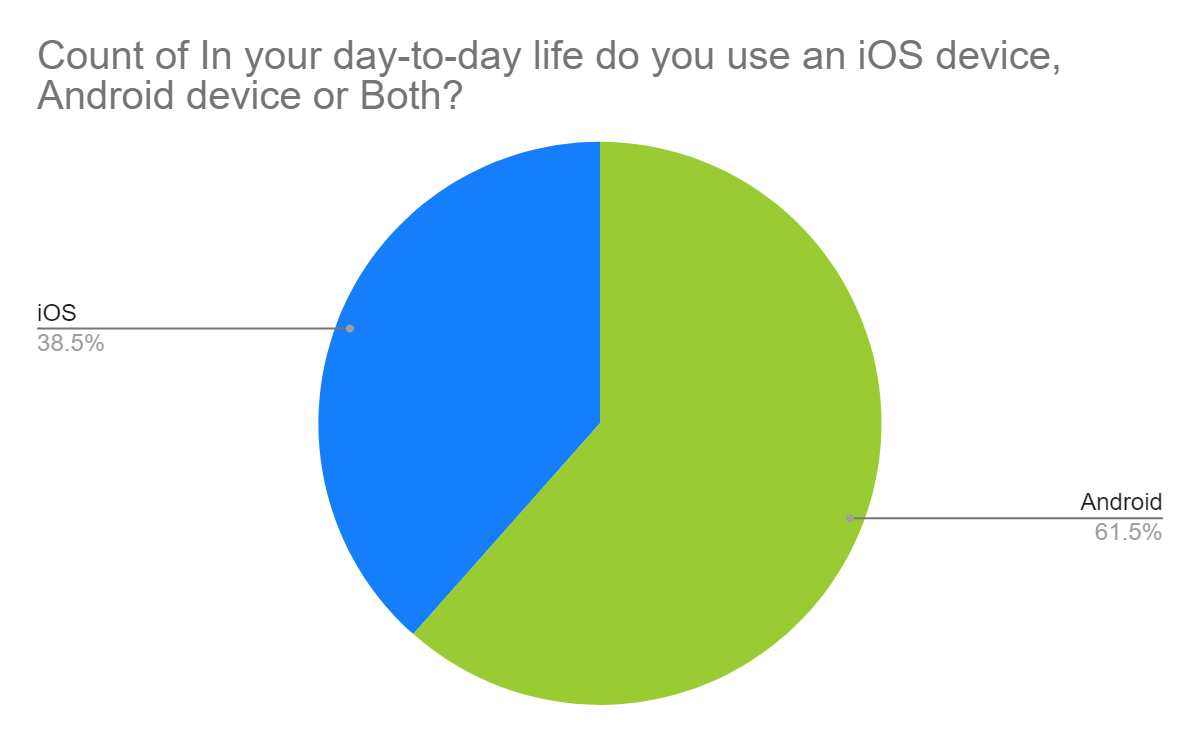 Count of In your day-to-day life do you use an iOS device,
Android device or Both?
iOS
38.5%
Android
61.5%